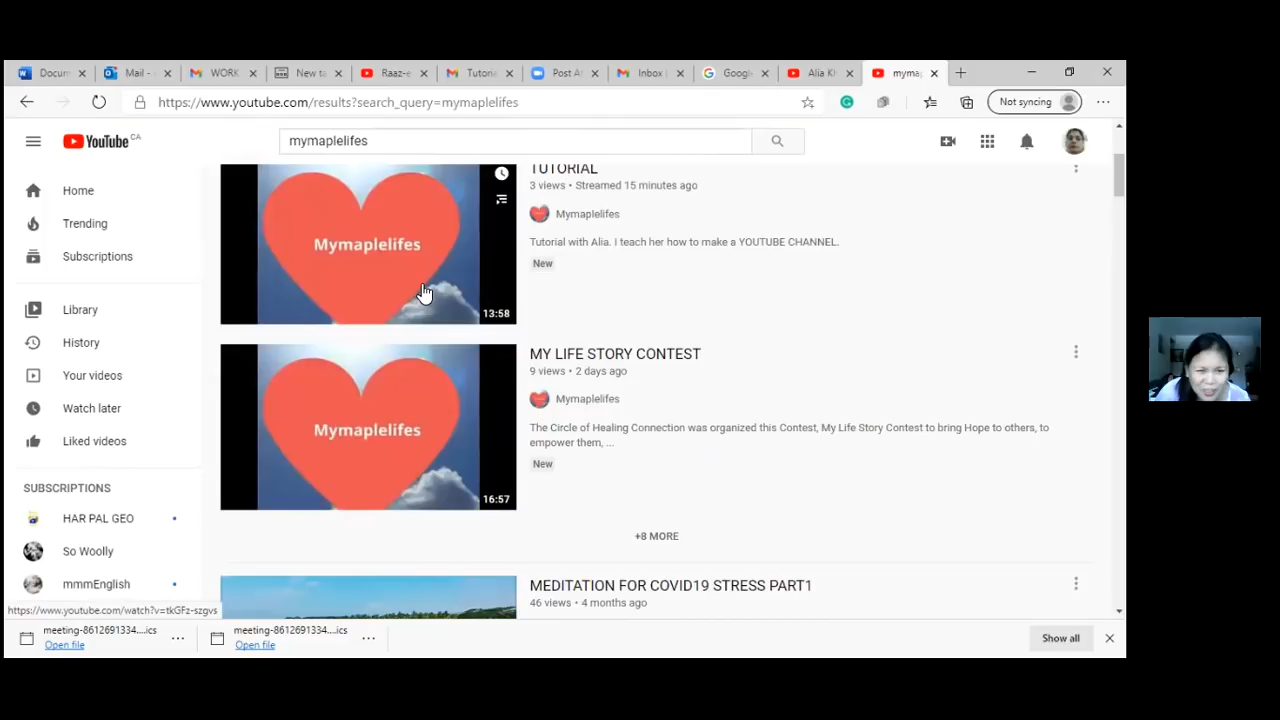 Docum
Mail -
WORK
New ta
Raaz-e
Tutoria
Post At
Inbox (
Google
Alia Kh
mymap
https://www.youtube.com/results?search_query=mymaplelifes
Not syncing
YouTube CA
mymaplelifes
Home
Trending
Subscriptions
Library
History
Your videos
Watch later
Liked videos
SUBSCRIPTIONS
HAR PAL GEO
So Woolly
mmmEnglish
Mymaplelifes
13:58
TUTORIAL
3 views • Streamed 15 minutes ago
Mymaplelifes
Tutorial with Alia. I teach her how to make a YOUTUBE CHANNEL.
New
Mymaplelifes
16:57
MY LIFE STORY CONTEST
9 views • 2 days ago
Mymaplelifes
The Circle of Healing Connection was organized this Contest, My Life Story Contest to bring Hope to others, to
empower them, ...
New
+8 MORE
MEDITATION FOR COVID19 STRESS PART1
46 views • 4 months ago
https://www.youtube.com/watch?v=tkGFz-szgvs
meeting-8612691334....ics
Open file
meeting-8612691334....ics
Open file
Show all